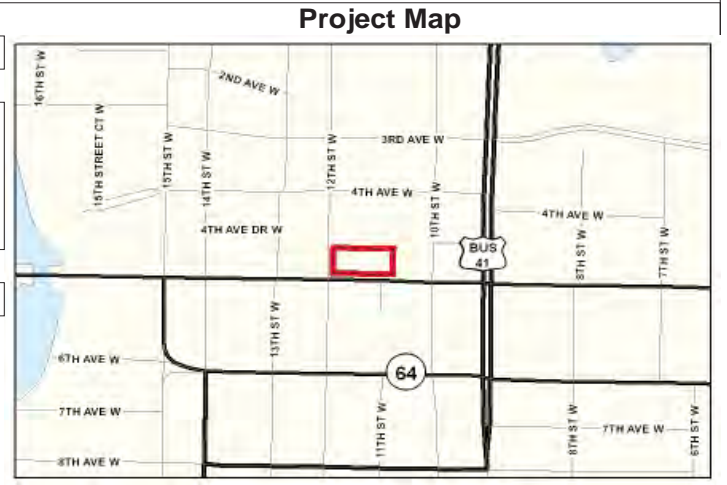 Project Map
16TH ST W
15TH STREET CT W
15TH ST W
14TH ST W
2ND AVE W
12TH ST W
3RD AVE W
4TH AVE W
10TH ST W
4TH AVE W
4TH AVE DR W
BUS
41
8TH ST W
7TH ST W
13TH ST W
6TH AVE W
64
7TH AVE W
11TH ST W
8TH ST W
7TH AVE W
6TH ST W
8TH AVE W